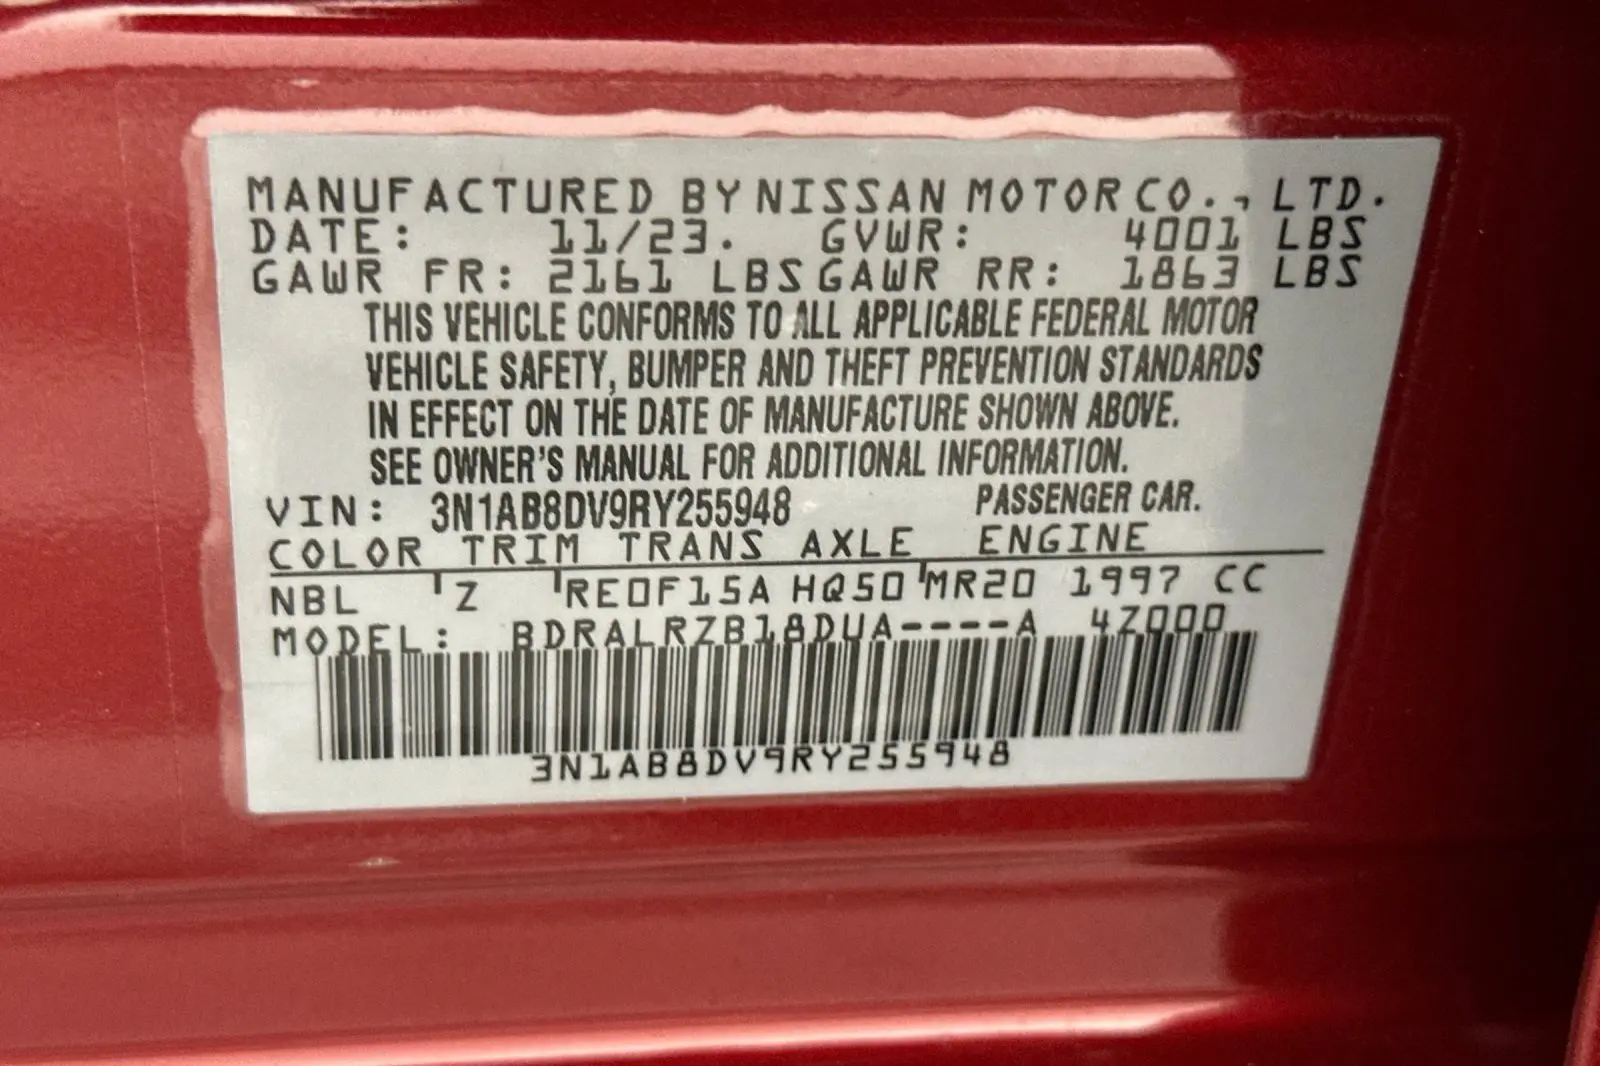 MANUFACTURED BY NISSAN MOTOR CO., LTD.
DATE: 11/23. GVWR: 4001 LBS
GAWR FR: 2161 LBS GAWR RR: 1863 LBS
THIS VEHICLE CONFORMS TO ALL APPLICABLE FEDERAL MOTOR
VEHICLE SAFETY, BUMPER AND THEFT PREVENTION STANDARDS
IN EFFECT ON THE DATE OF MANUFACTURE SHOWN ABOVE.
SEE OWNER'S MANUAL FOR ADDITIONAL INFORMATION.
VIN: 3N1AB8DV9RY255948 PASSENGER CAR.
COLOR TRIM TRANS AXLE ENGINE
NBL Z RE0F15A HQ50 MR20 1997 CC
MODEL: BDRALRZB18DUA----A 4Z000
3N1AB8DV9RY255948